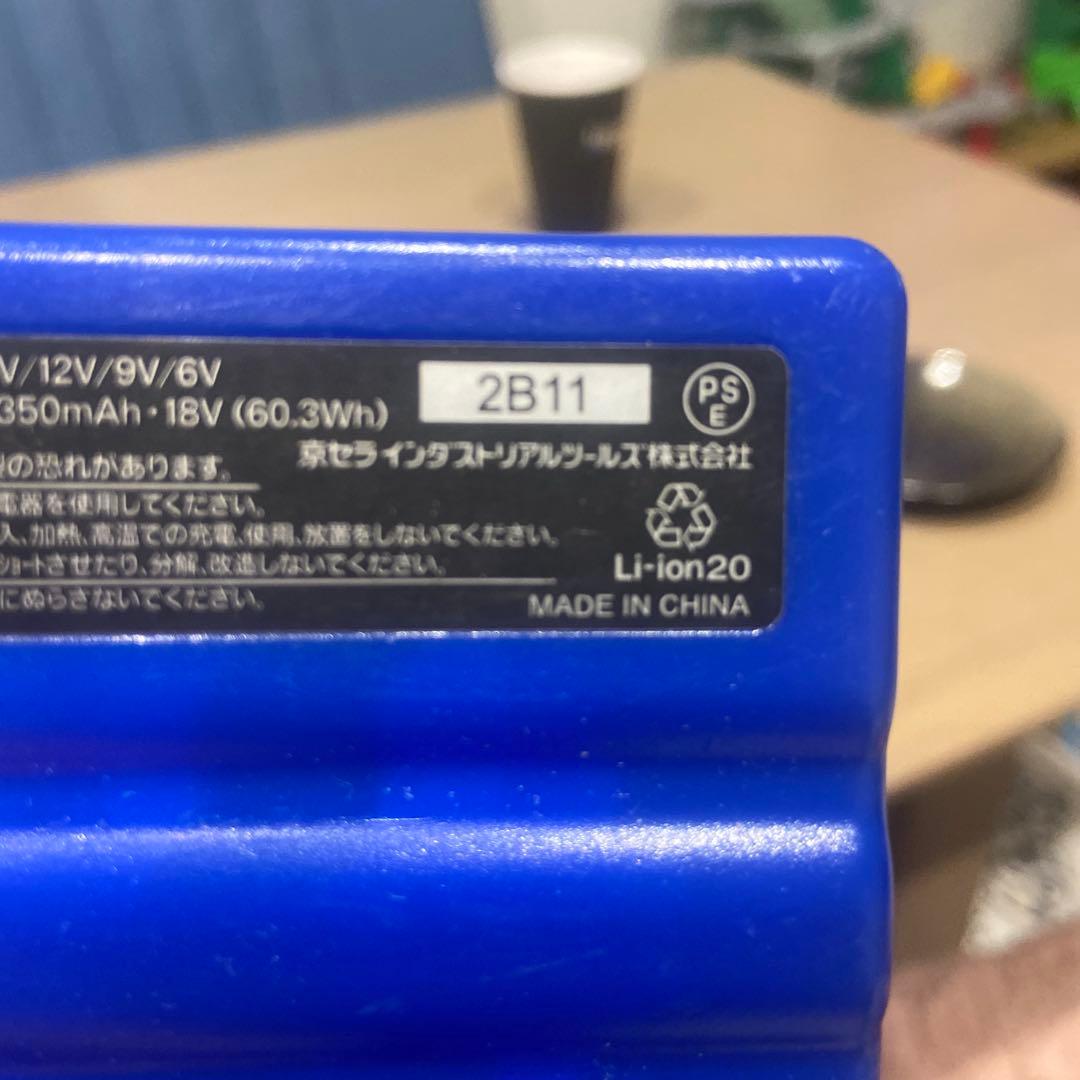 V/12V/9V/6V
2B11
PS
E
350mAh・18V (60.3Wh)
京セラインダストリアルツールズ株式会社
の恐れがあります。
電器を使用してください。
入、加熱、高温での充電、使用、放置をしないでください。
ショートさせたり、分解、改造しないでください。
にぬらさないでください。
Li-ion20
MADE IN CHINA